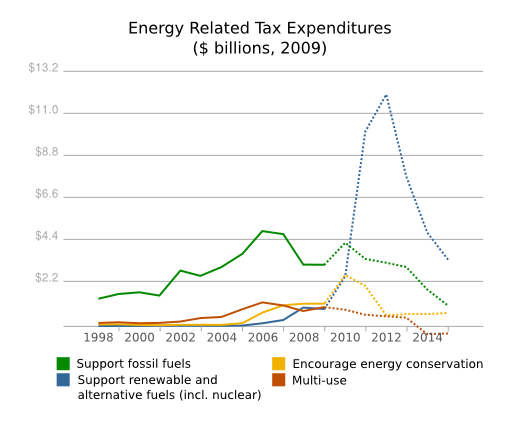 Energy Related Tax Expenditures
($ billions, 2009)
$13.2
$11.0
$8.8
$6.6
$4.4
$2.2
1998 2000 2002 2004 2006 2008 2010 2012 2014
Support fossil fuels
Support renewable and
alternative fuels (incl. nuclear)
Encourage energy conservation
Multi-use